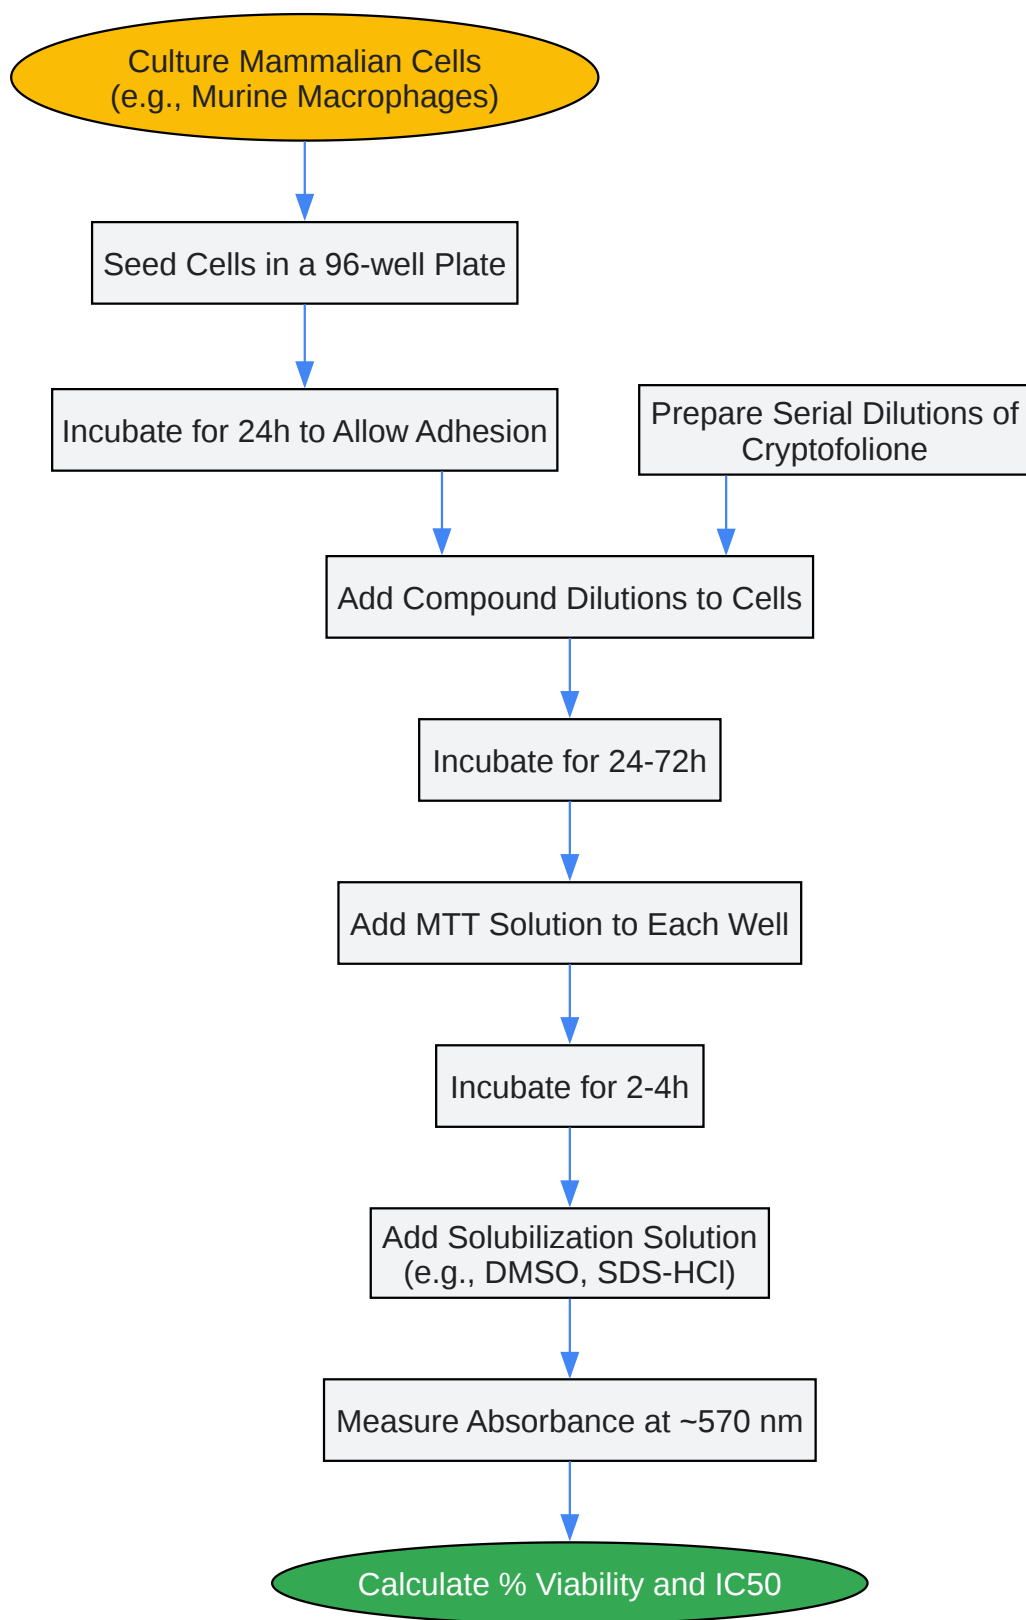 Culture Mammalian Cells
(e.g., Murine Macrophages)
Seed Cells in a 96-well Plate
Incubate for 24h to Allow Adhesion
Prepare Serial Dilutions of
Cryptofolione
Add Compound Dilutions to Cells
Incubate for 24-72h
Add MTT Solution to Each Well
Incubate for 2-4h
Add Solubilization Solution
(e.g., DMSO, SDS-HCl)
Measure Absorbance at ~570 nm
Calculate % Viability and IC50